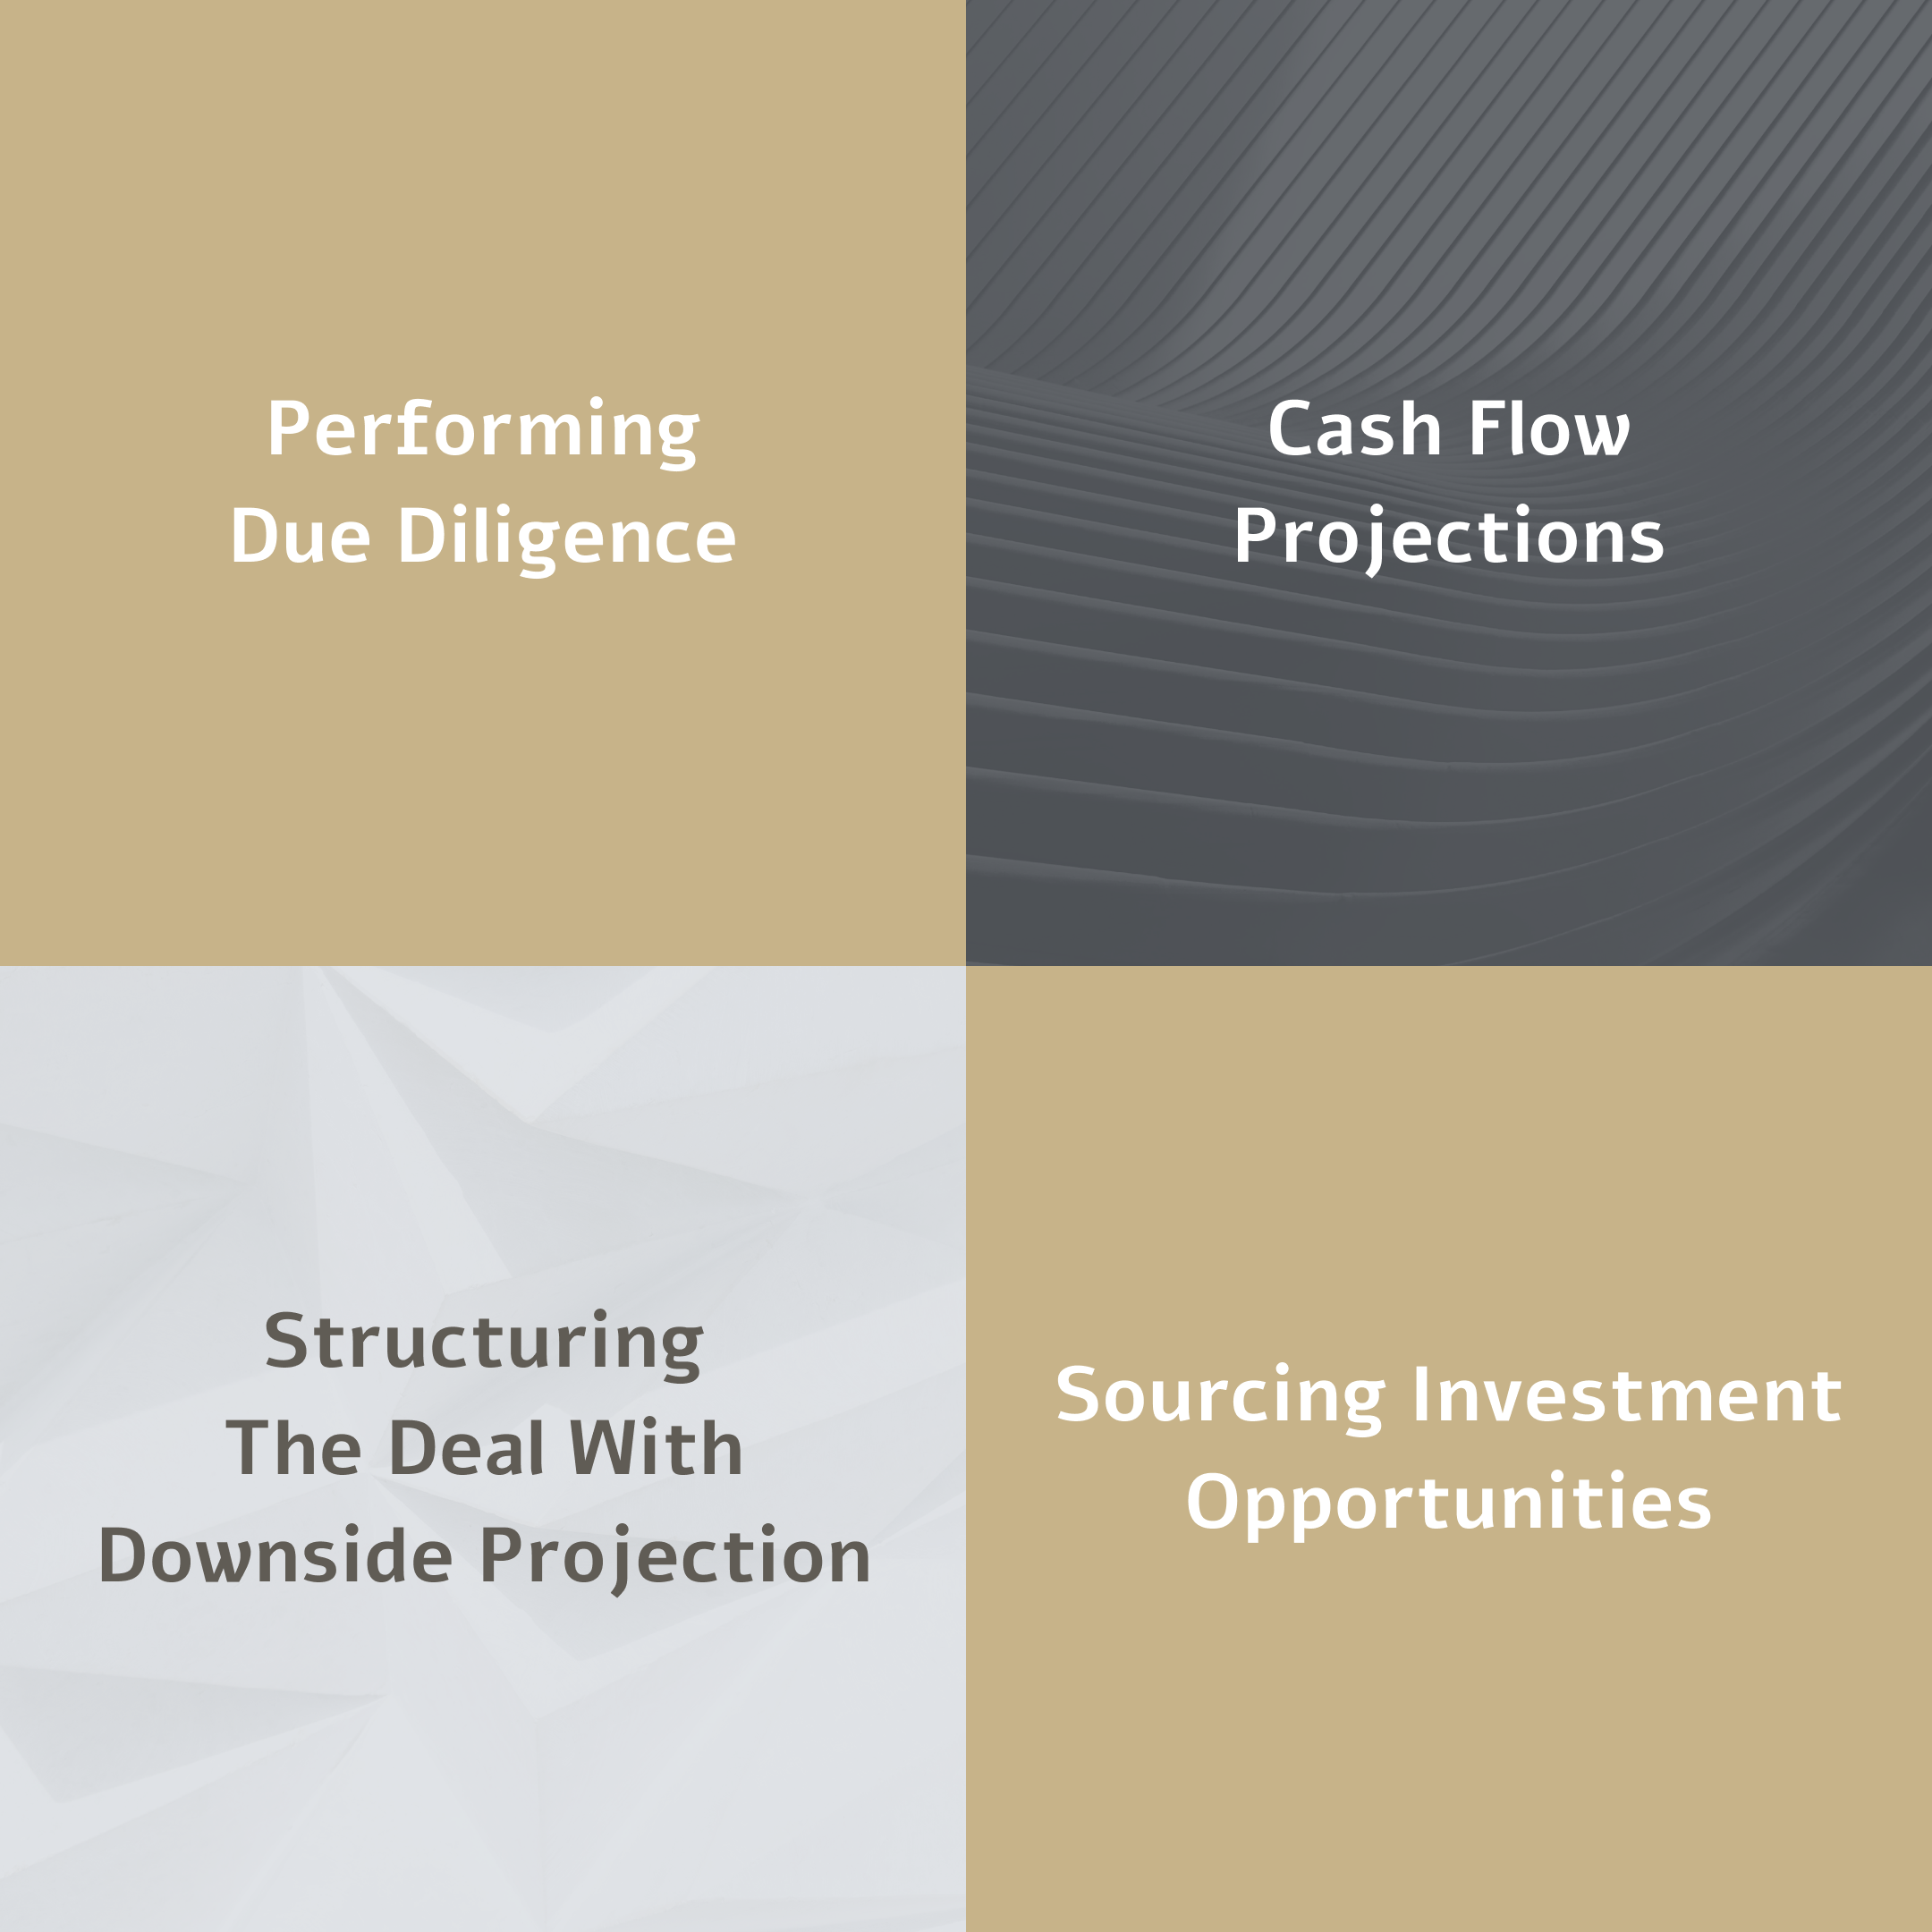 Performing
Due Diligence
Cash Flow
Projections
Structuring
The Deal With
Downside Projection
Sourcing Investment
Opportunities